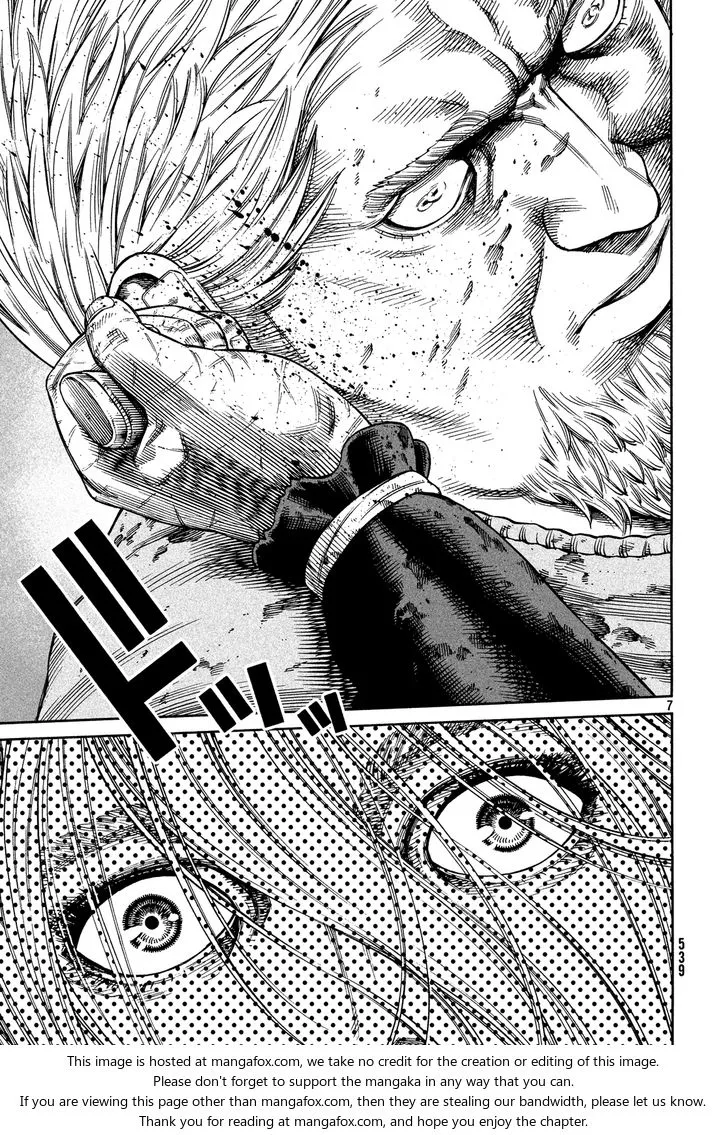 ドドッッ
7
539
This image is hosted at mangafox.com, we take no credit for the creation or editing of this image.
Please don't forget to support the mangaka in any way that you can.
If you are viewing this page other than mangafox.com, then they are stealing our bandwidth, please let us know.
Thank you for reading at mangafox.com, and hope you enjoy the chapter.